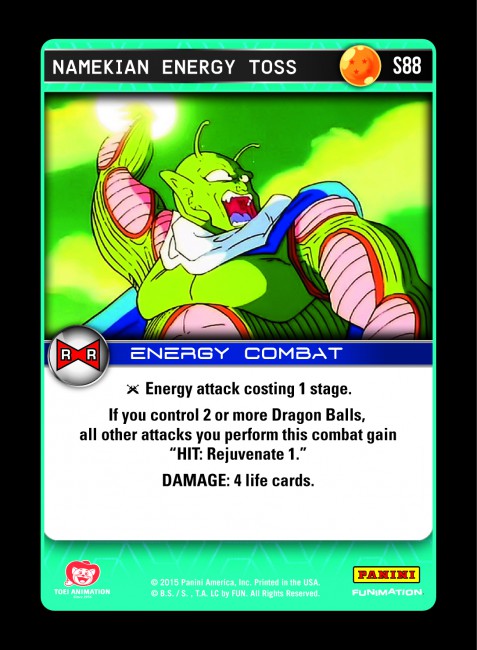 NAMEKIAN ENERGY TOSS
S88
R R
ENERGY COMBAT
Energy attack costing 1 stage.
If you control 2 or more Dragon Balls,
all other attacks you perform this combat gain
“HIT: Rejuvenate 1.”
DAMAGE: 4 life cards.
TOEI ANIMATION
© 2015 Panini America, Inc. Printed in the USA.
© B.S. / S. , T.A. LC by FUN. All Rights Reserved.
PANINI
FUNIMATION